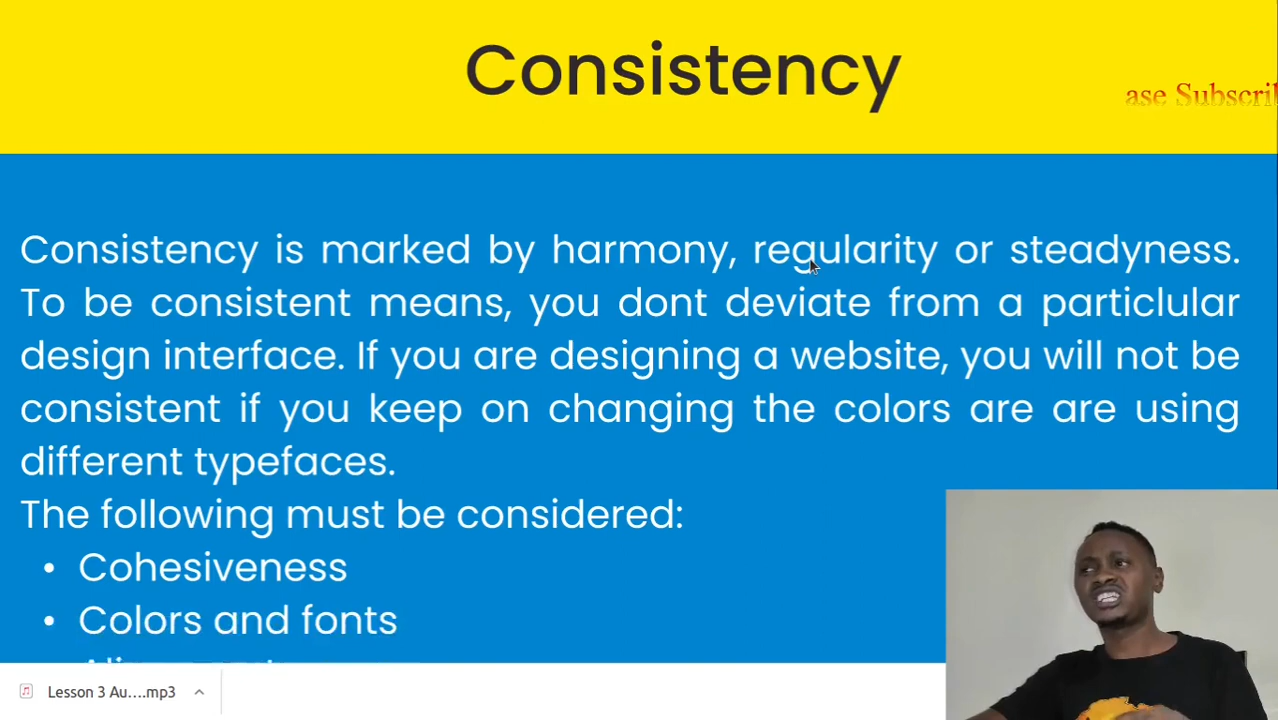 Consistency
ase Subscri
Consistency is marked by harmony, regularity or steadyness.
To be consistent means, you dont deviate from a particlular
design interface. If you are designing a website, you will not be
consistent if you keep on changing the colors are are using
different typefaces.
The following must be considered:
• Cohesiveness
• Colors and fonts
Lesson 3 Au....mp3